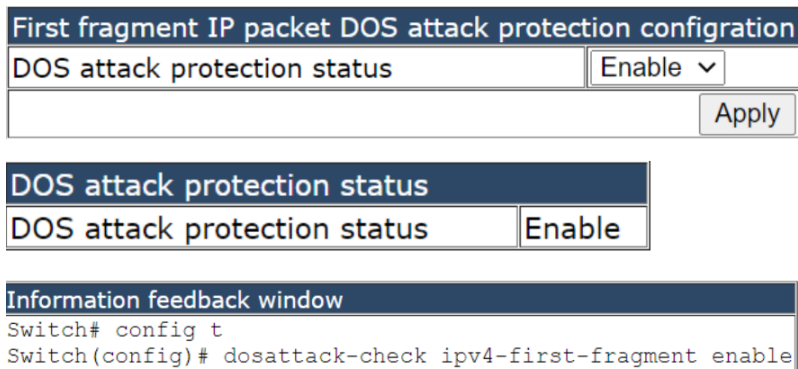 First fragment IP packet DOS attack protection configration
DOS attack protection status Enable
Apply
DOS attack protection status
DOS attack protection status Enable
Information feedback window
Switch# config t
Switch(config)# dosattack-check ipv4-first-fragment enable